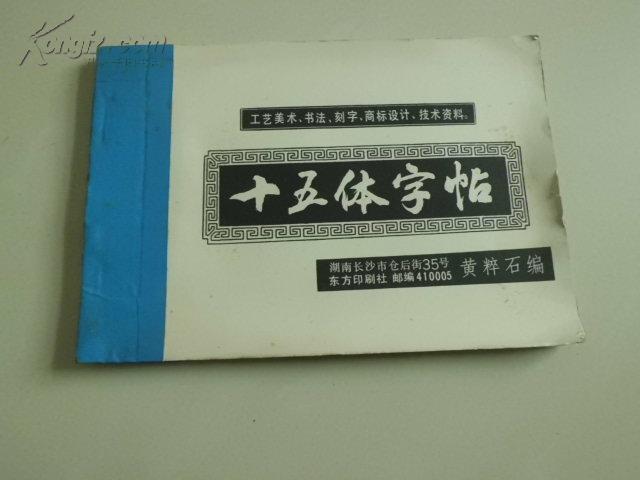 Kongfz.com
工艺美术、书法、刻字、商标设计、技术资料。
十五体字帖
湖南长沙市仓后街35号
东方印刷社 邮编410005
黄粹石编